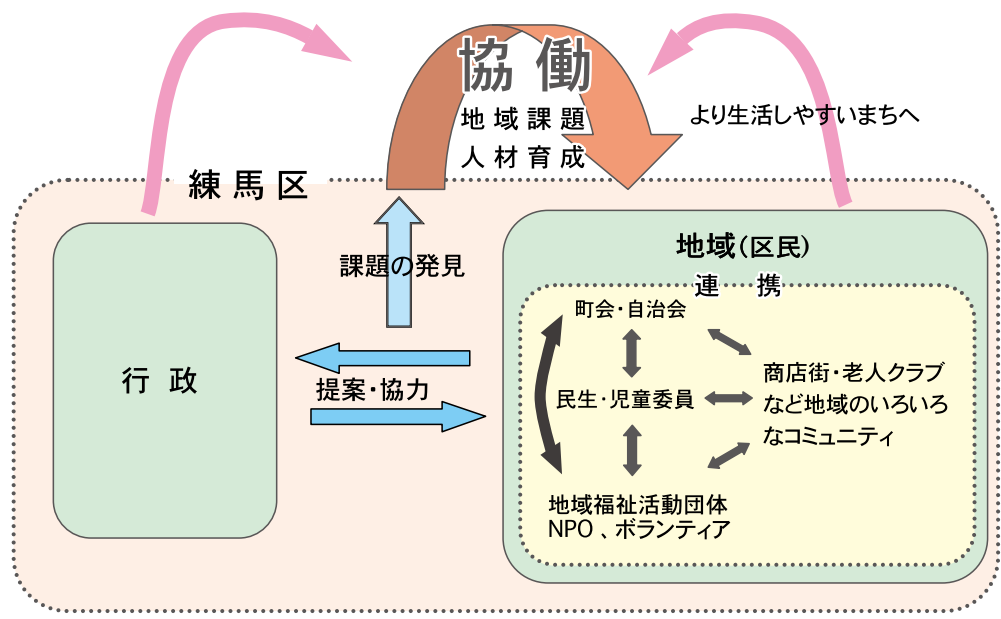 協働
地域課題
人材育成
より生活しやすいまちへ
練馬区
課題の発見
行政
提案・協力
地域(区民)
連携
町会・自治会
民生・児童委員
商店街・老人クラブ
など地域のいろいろ
なコミュニティ
地域福祉活動団体
NPO、ボランティア